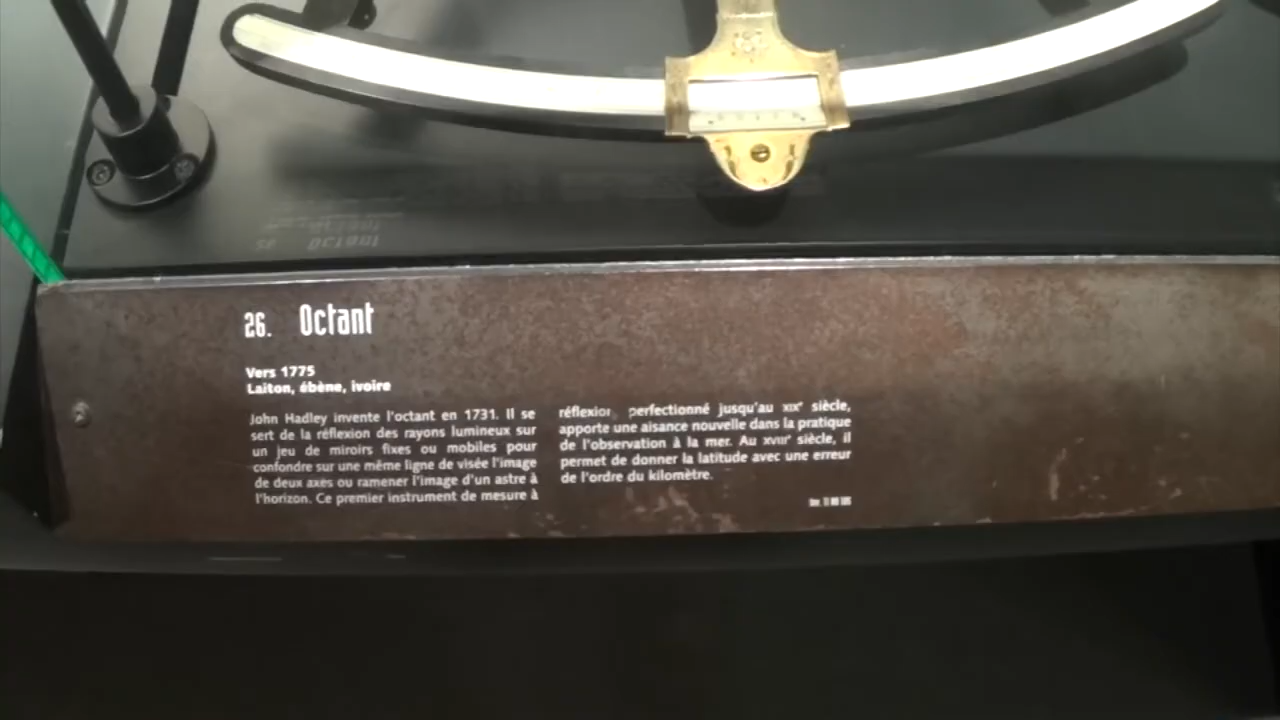 26. Octant
Vers 1775
Laiton, ébène, ivoire
John Hadley invente l'octant en 1731. Il se
sert de la réflexion des rayons lumineux sur
un jeu de miroirs fixes ou mobiles pour
confondre sur une même ligne de visée l'image
de deux axes ou ramener l'image d'un astre à
l'horizon. Ce premier instrument de mesure à
réflexion perfectionné jusqu'au XIXe siècle,
apporte une aisance nouvelle dans la pratique
de l'observation à la mer. Au XVIIIe siècle, il
permet de donner la latitude avec une erreur
de l'ordre du kilomètre.